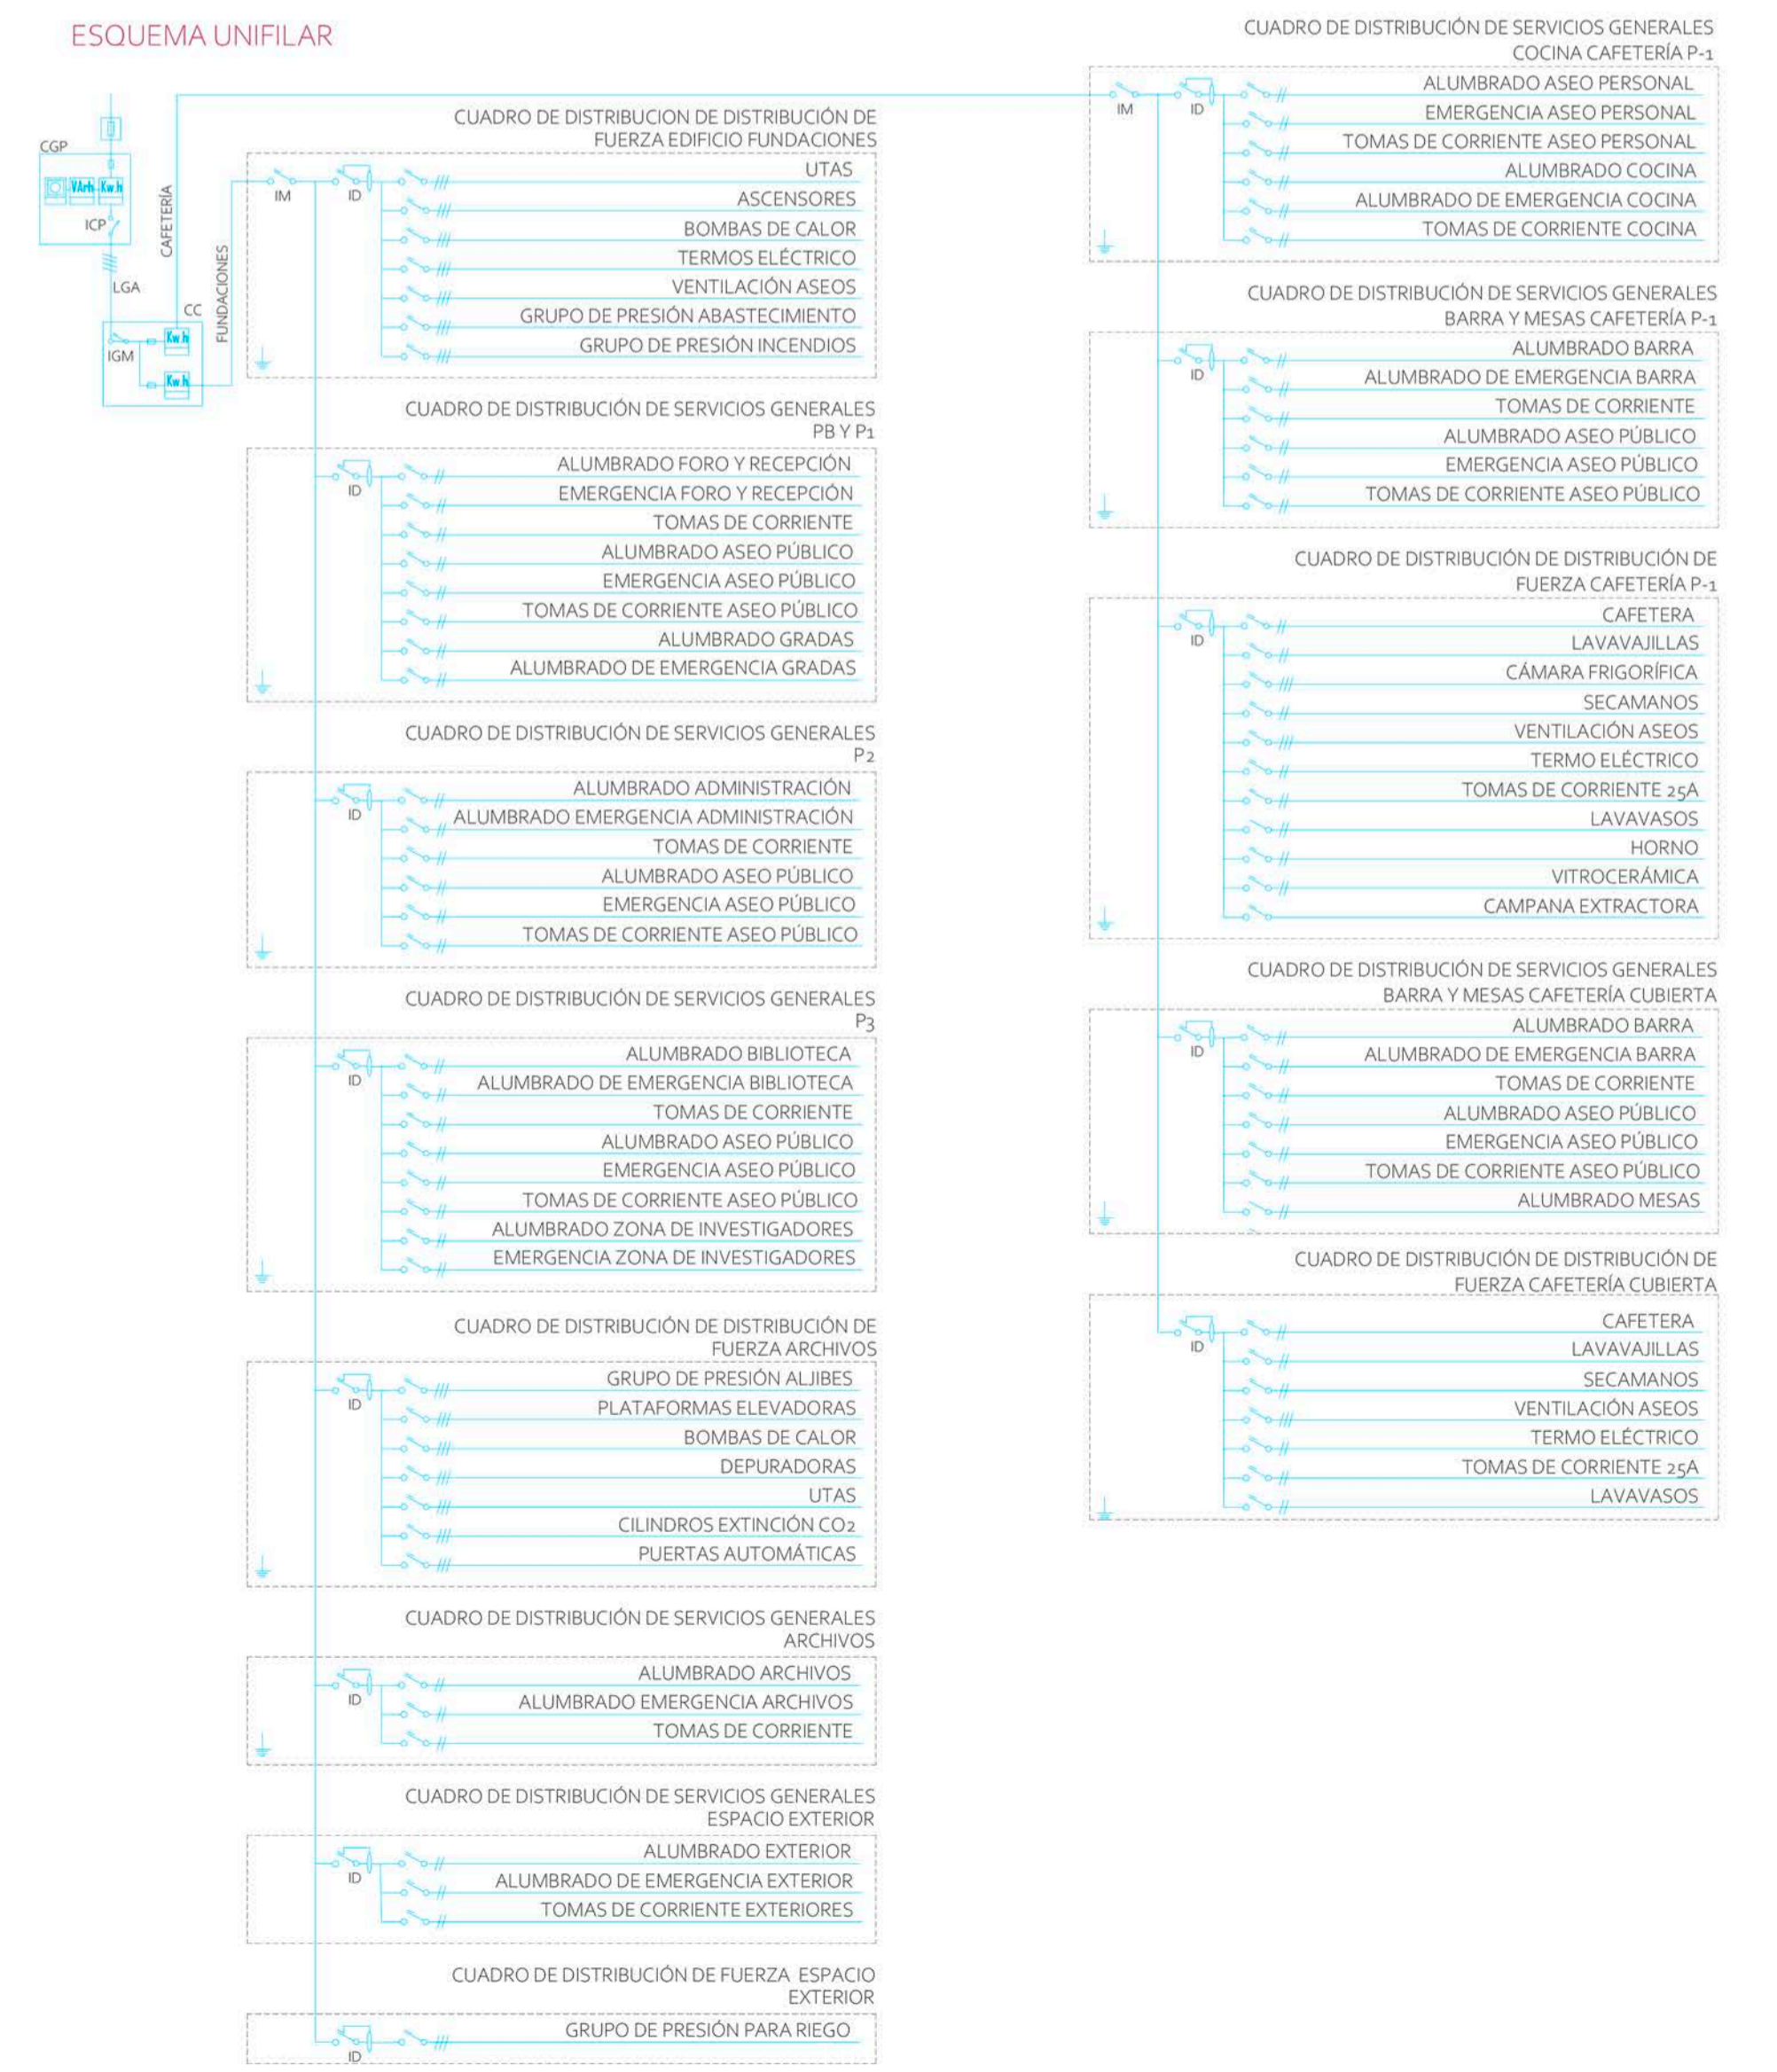 ESQUEMA UNIFILAR
CGP
VArh
Kw.h
ICP
LGA
CC
IGM
Kw.h
Kw.h
CAFETERÍA
FUNDACIONES
CUADRO DE DISTRIBUCION DE DISTRIBUCIÓN DE
FUERZA EDIFICIO FUNDACIONES
IM
ID
UTAS
ASCENSORES
BOMBAS DE CALOR
TERMOS ELÉCTRICO
VENTILACIÓN ASEOS
GRUPO DE PRESIÓN ABASTECIMIENTO
GRUPO DE PRESIÓN INCENDIOS
CUADRO DE DISTRIBUCIÓN DE SERVICIOS GENERALES
PB Y P1
ID
ALUMBRADO FORO Y RECEPCIÓN
EMERGENCIA FORO Y RECEPCIÓN
TOMAS DE CORRIENTE
ALUMBRADO ASEO PÚBLICO
EMERGENCIA ASEO PÚBLICO
TOMAS DE CORRIENTE ASEO PÚBLICO
ALUMBRADO GRADAS
ALUMBRADO DE EMERGENCIA GRADAS
CUADRO DE DISTRIBUCIÓN DE SERVICIOS GENERALES
P2
ID
ALUMBRADO ADMINISTRACIÓN
ALUMBRADO EMERGENCIA ADMINISTRACIÓN
TOMAS DE CORRIENTE
ALUMBRADO ASEO PÚBLICO
EMERGENCIA ASEO PÚBLICO
TOMAS DE CORRIENTE ASEO PÚBLICO
CUADRO DE DISTRIBUCIÓN DE SERVICIOS GENERALES
P3
ID
ALUMBRADO BIBLIOTECA
ALUMBRADO DE EMERGENCIA BIBLIOTECA
TOMAS DE CORRIENTE
ALUMBRADO ASEO PÚBLICO
EMERGENCIA ASEO PÚBLICO
TOMAS DE CORRIENTE ASEO PÚBLICO
ALUMBRADO ZONA DE INVESTIGADORES
EMERGENCIA ZONA DE INVESTIGADORES
CUADRO DE DISTRIBUCIÓN DE DISTRIBUCIÓN DE
FUERZA ARCHIVOS
ID
GRUPO DE PRESIÓN ALJIBES
PLATAFORMAS ELEVADORAS
BOMBAS DE CALOR
DEPURADORAS
UTAS
CILINDROS EXTINCIÓN CO2
PUERTAS AUTOMÁTICAS
CUADRO DE DISTRIBUCIÓN DE SERVICIOS GENERALES
ARCHIVOS
ID
ALUMBRADO ARCHIVOS
ALUMBRADO EMERGENCIA ARCHIVOS
TOMAS DE CORRIENTE
CUADRO DE DISTRIBUCIÓN DE SERVICIOS GENERALES
ESPACIO EXTERIOR
ID
ALUMBRADO EXTERIOR
ALUMBRADO DE EMERGENCIA EXTERIOR
TOMAS DE CORRIENTE EXTERIORES
CUADRO DE DISTRIBUCIÓN DE FUERZA ESPACIO
EXTERIOR
ID
GRUPO DE PRESIÓN PARA RIEGO
CUADRO DE DISTRIBUCIÓN DE SERVICIOS GENERALES
COCINA CAFETERÍA P-1
IM
ID
ALUMBRADO ASEO PERSONAL
EMERGENCIA ASEO PERSONAL
TOMAS DE CORRIENTE ASEO PERSONAL
ALUMBRADO COCINA
ALUMBRADO DE EMERGENCIA COCINA
TOMAS DE CORRIENTE COCINA
CUADRO DE DISTRIBUCIÓN DE SERVICIOS GENERALES
BARRA Y MESAS CAFETERÍA P-1
ID
ALUMBRADO BARRA
ALUMBRADO DE EMERGENCIA BARRA
TOMAS DE CORRIENTE
ALUMBRADO ASEO PÚBLICO
EMERGENCIA ASEO PÚBLICO
TOMAS DE CORRIENTE ASEO PÚBLICO
CUADRO DE DISTRIBUCIÓN DE DISTRIBUCIÓN DE
FUERZA CAFETERÍA P-1
ID
CAFETERA
LAVAVAJILLAS
CÁMARA FRIGORÍFICA
SECAMANOS
VENTILACIÓN ASEOS
TERMO ELÉCTRICO
TOMAS DE CORRIENTE 25A
LAVAVASOS
HORNO
VITROCERÁMICA
CAMPANA EXTRACTORA
CUADRO DE DISTRIBUCIÓN DE SERVICIOS GENERALES
BARRA Y MESAS CAFETERÍA CUBIERTA
ID
ALUMBRADO BARRA
ALUMBRADO DE EMERGENCIA BARRA
TOMAS DE CORRIENTE
ALUMBRADO ASEO PÚBLICO
EMERGENCIA ASEO PÚBLICO
TOMAS DE CORRIENTE ASEO PÚBLICO
ALUMBRADO MESAS
CUADRO DE DISTRIBUCIÓN DE DISTRIBUCIÓN DE
FUERZA CAFETERÍA CUBIERTA
ID
CAFETERA
LAVAVAJILLAS
SECAMANOS
VENTILACIÓN ASEOS
TERMO ELÉCTRICO
TOMAS DE CORRIENTE 25A
LAVAVASOS